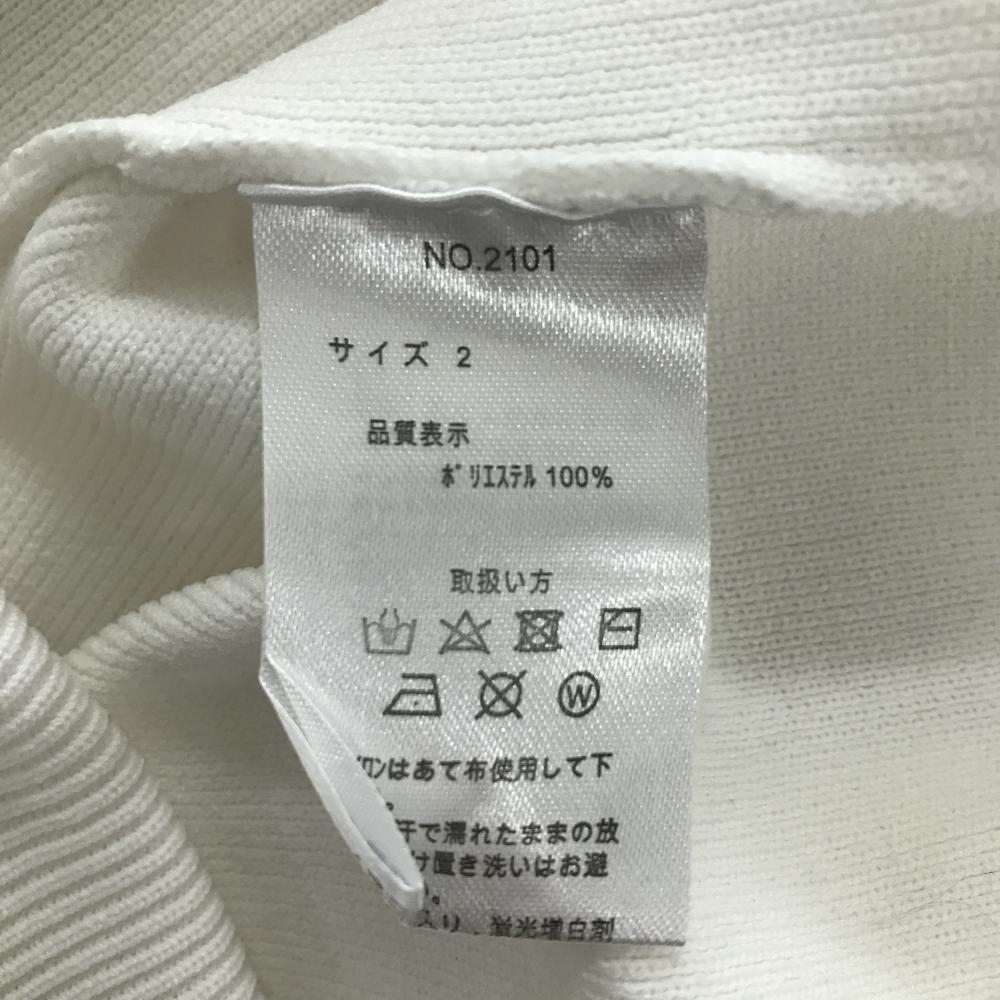 NO.2101
サイズ 2
品質表示
ﾎﾟﾘｴｽﾃﾙ 100%
取扱い方
W
ﾛﾝはあて布使用して下
。
汗で濡れたままの放
け置き洗いはお避
。
入り、蛍光増白剤